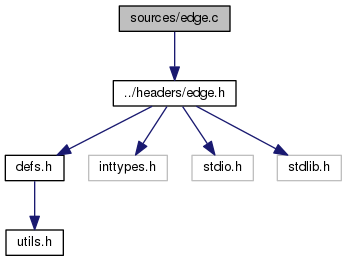 sources/edge.c
../headers/edge.h
defs.h
inttypes.h
stdio.h
stdlib.h
utils.h